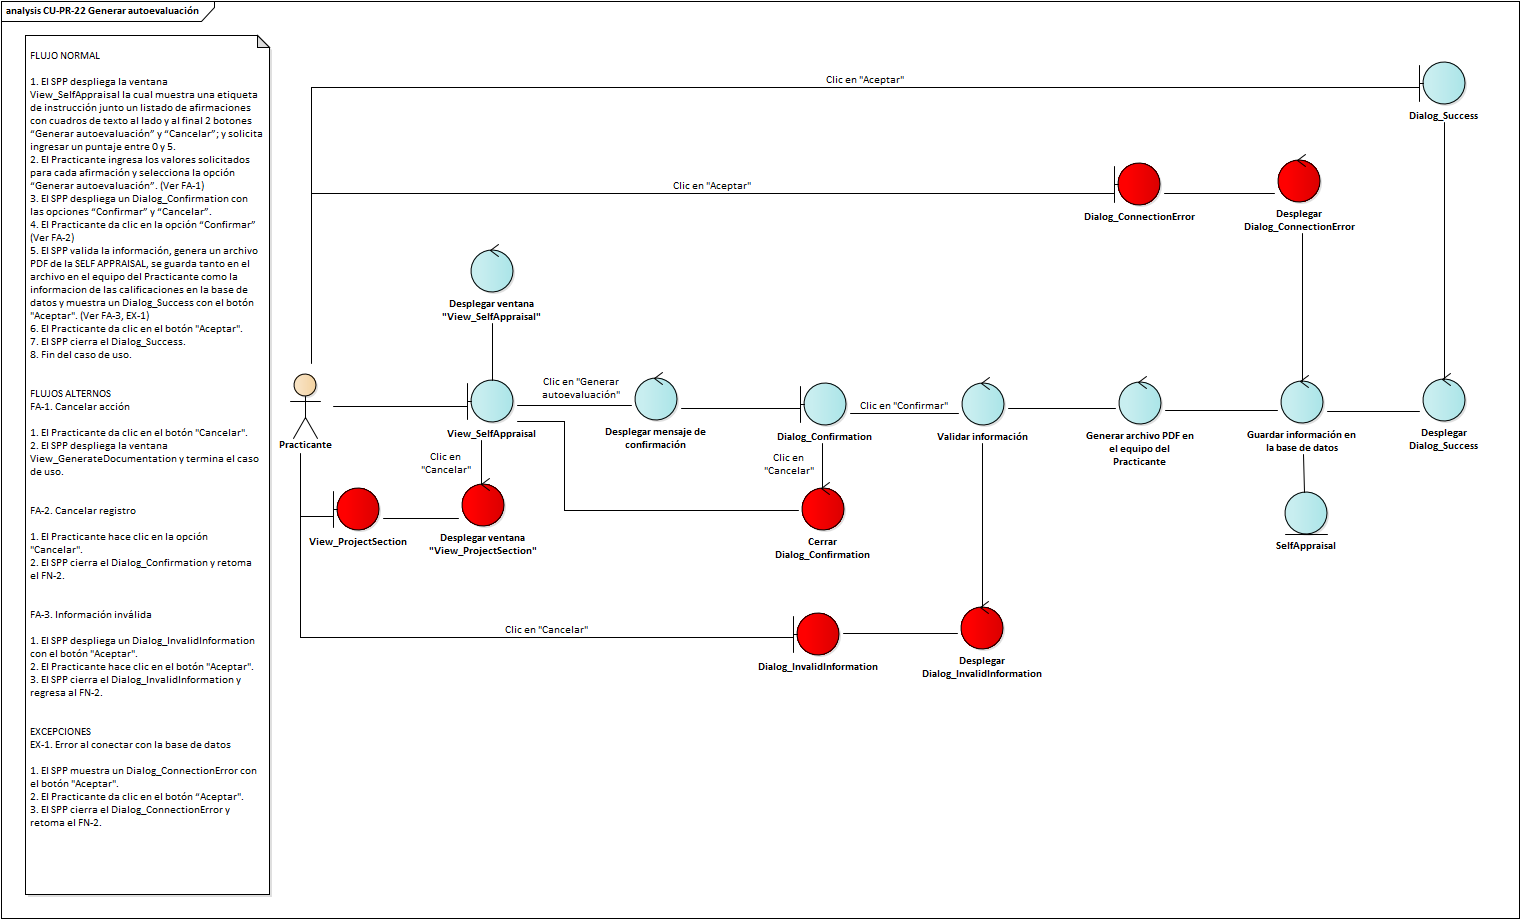 analysis CU-PR-22 Generar autoevaluación
FLUJO NORMAL
1. El SPP despliega la ventana
View_SelfAppraisal la cual muestra una etiqueta
de instrucción junto un listado de afirmaciones
con cuadros de texto al lado y al final 2 botones
“Generar autoevaluación” y “Cancelar”; y solicita
ingresar un puntaje entre 0 y 5.
2. El Practicante ingresa los valores solicitados
para cada afirmación y selecciona la opción
“Generar autoevaluación”. (Ver FA-1)
3. El SPP despliega un Dialog_Confirmation con
las opciones “Confirmar” y “Cancelar”.
4. El Practicante da clic en la opción “Confirmar”
(Ver FA-2)
5. El SPP valida la información, genera un archivo
PDF de la SELF APPRAISAL, se guarda tanto en el
archivo en el equipo del Practicante como la
informacion de las calificaciones en la base de
datos y muestra un Dialog_Success con el botón
"Aceptar". (Ver FA-3, EX-1)
6. El Practicante da clic en el botón "Aceptar".
7. El SPP cierra el Dialog_Success.
8. Fin del caso de uso.
FLUJOS ALTERNOS
FA-1. Cancelar acción
1. El Practicante da clic en el botón "Cancelar".
2. El SPP despliega la ventana
View_GenerateDocumentation y termina el caso
de uso.
FA-2. Cancelar registro
1. El Practicante hace clic en la opción
"Cancelar".
2. El SPP cierra el Dialog_Confirmation y retoma
el FN-2.
FA-3. Información inválida
1. El SPP despliega un Dialog_InvalidInformation
con el botón "Aceptar".
2. El Practicante hace clic en el botón "Aceptar".
3. El SPP cierra el Dialog_InvalidInformation y
regresa al FN-2.
EXCEPCIONES
EX-1. Error al conectar con la base de datos
1. El SPP muestra un Dialog_ConnectionError con
el botón "Aceptar".
2. El Practicante da clic en el botón “Aceptar".
3. El SPP cierra el Dialog_ConnectionError y
retoma el FN-2.
Clic en "Aceptar"
Dialog_Success
Clic en "Aceptar"
Dialog_ConnectionError
Desplegar
Dialog_ConnectionError
Desplegar ventana
"View_SelfAppraisal"
Practicante
View_SelfAppraisal
Clic en "Generar
autoevaluación"
Desplegar mensaje de
confirmación
Dialog_Confirmation
Clic en "Confirmar"
Validar información
Generar archivo PDF en
el equipo del
Practicante
Guardar información en
la base de datos
Desplegar
Dialog_Success
Clic en
"Cancelar"
Clic en
"Cancelar"
View_ProjectSection
Desplegar ventana
"View_ProjectSection"
Cerrar
Dialog_Confirmation
SelfAppraisal
Clic en "Cancelar"
Dialog_InvalidInformation
Desplegar
Dialog_InvalidInformation